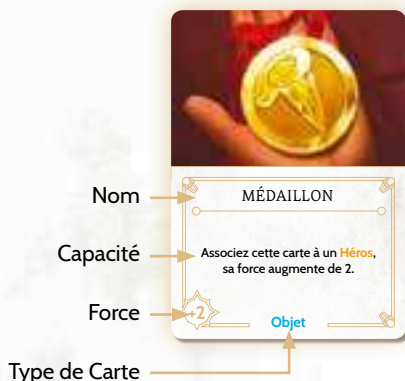 Nom
MÉDAILLON
Capacité
Associez cette carte à un Héros,
sa force augmente de 2.
Force
+2
Objet
Type de Carte